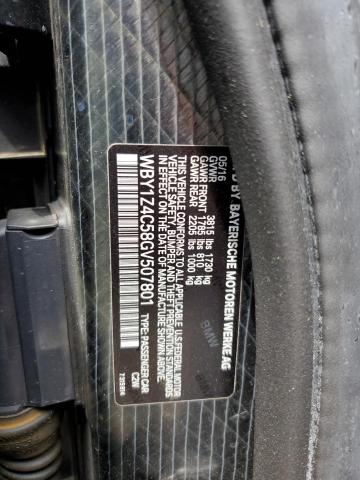 BY BAYERISCHE MOTOREN WERKE AG
05/16
GVWR 3815 lbs 1730 kg
GAWR FRONT 1785 lbs 810 kg
GAWR REAR 2205 lbs 1000 kg
THIS VEHICLE CONFORMS TO ALL APPLICABLE U.S. FEDERAL MOTOR
VEHICLE SAFETY, BUMPER AND THEFT PREVENTION STANDARDS
IN EFFECT ON THE DATE OF MANUFACTURE SHOWN ABOVE.
WBY1Z4C58GV507801 TYPE: PASSENGER CAR
BMW